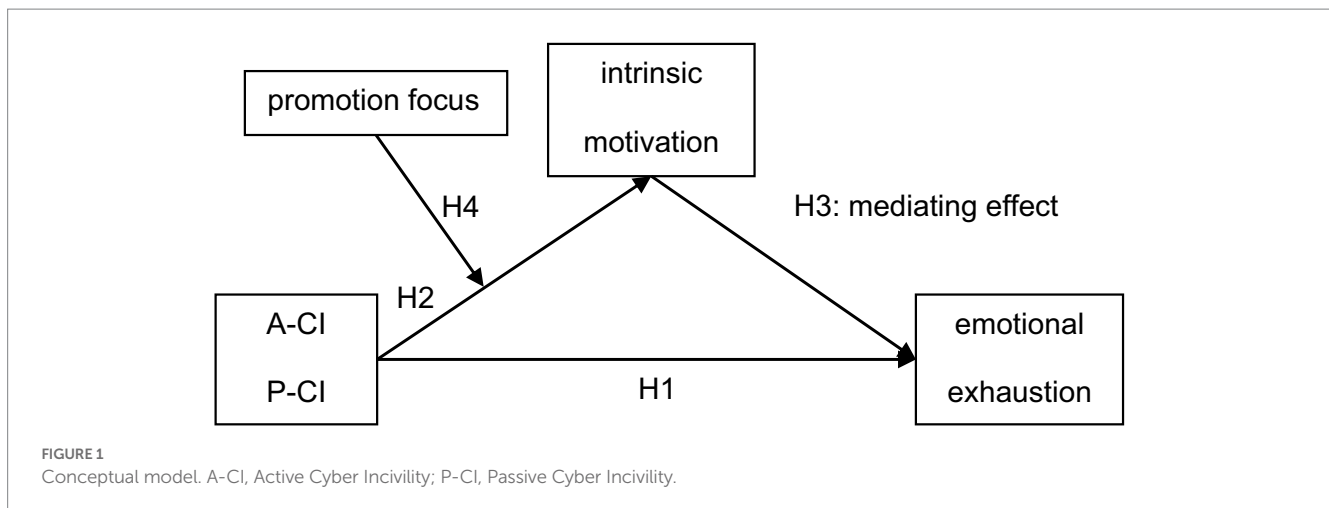 intrinsic
motivation
promotion focus
H4
H3: mediating effect
H2
A-CI
P-CI
H1
emotional
exhaustion
FIGURE 1
Conceptual model. A-CI, Active Cyber Incivility; P-CI, Passive Cyber Incivility.